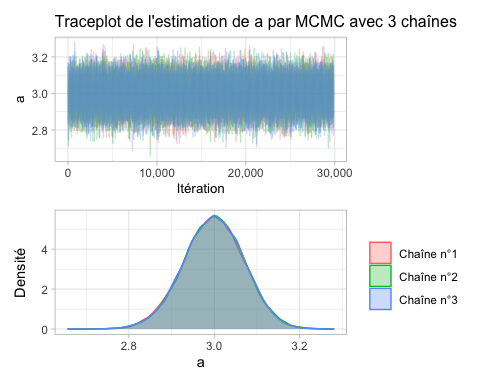 Traceplot de l'estimation de a par MCMC avec 3 chaînes
3.2
3.0
2.8
a
0
10,000
20,000
30,000
Itération
4
2
0
Densité
2.8
3.0
3.2
a
Chaîne n°1
Chaîne n°2
Chaîne n°3